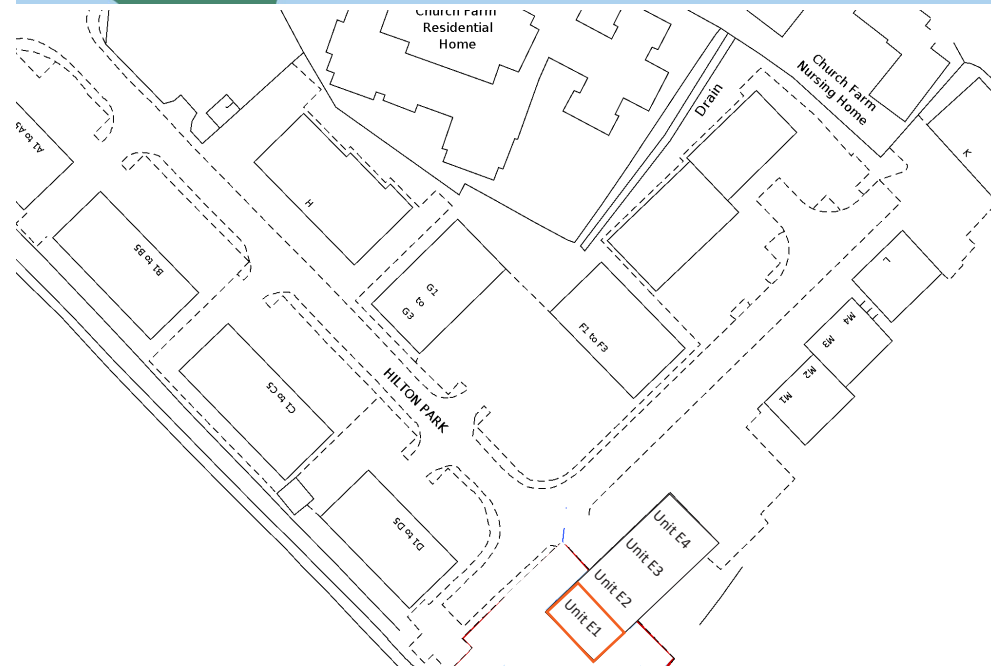 Church Farm
Residential
Home
Church Farm
Nursing Home
Drain
A1 to A5
K
H
B1 to B5
L
G1
to
G3
F1 to F3
M4
M3
M2
M1
HILTON PARK
C1 to C5
D1 to D5
Unit E4
Unit E3
Unit E2
Unit E1